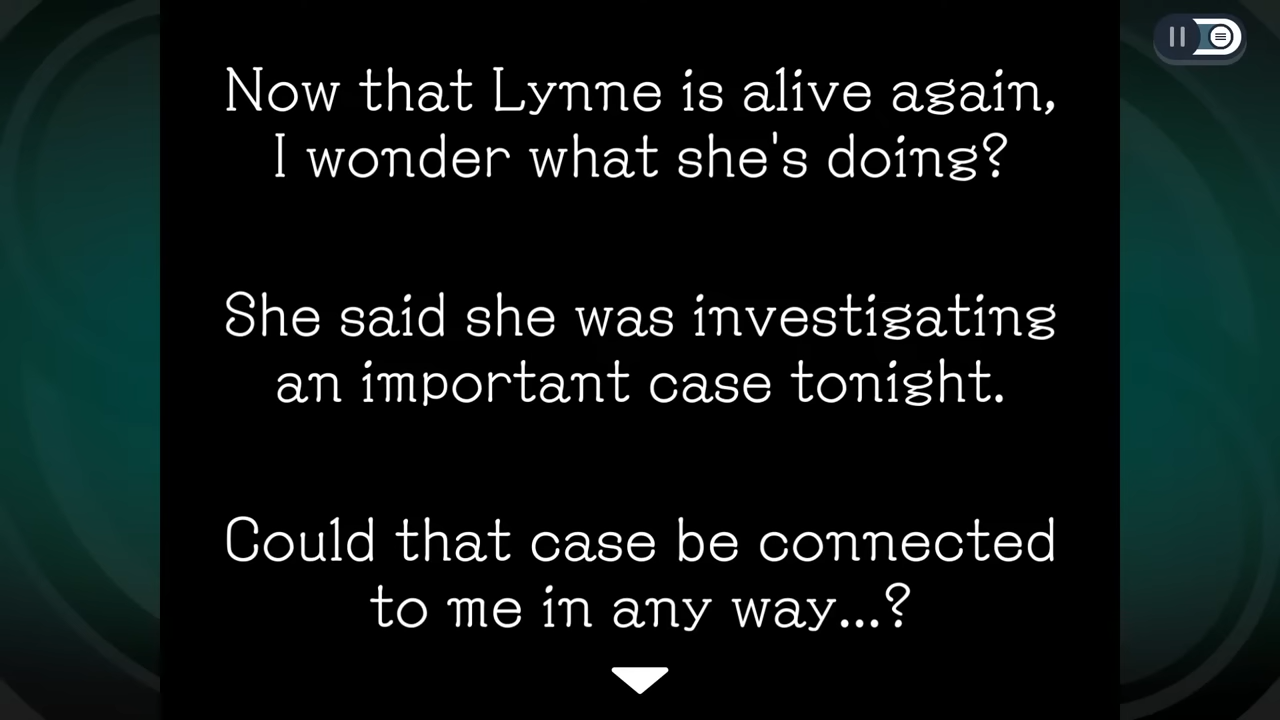 Now that Lynne is alive again,
I wonder what she's doing?
She said she was investigating
an important case tonight.
Could that case be connected
to me in any way...?